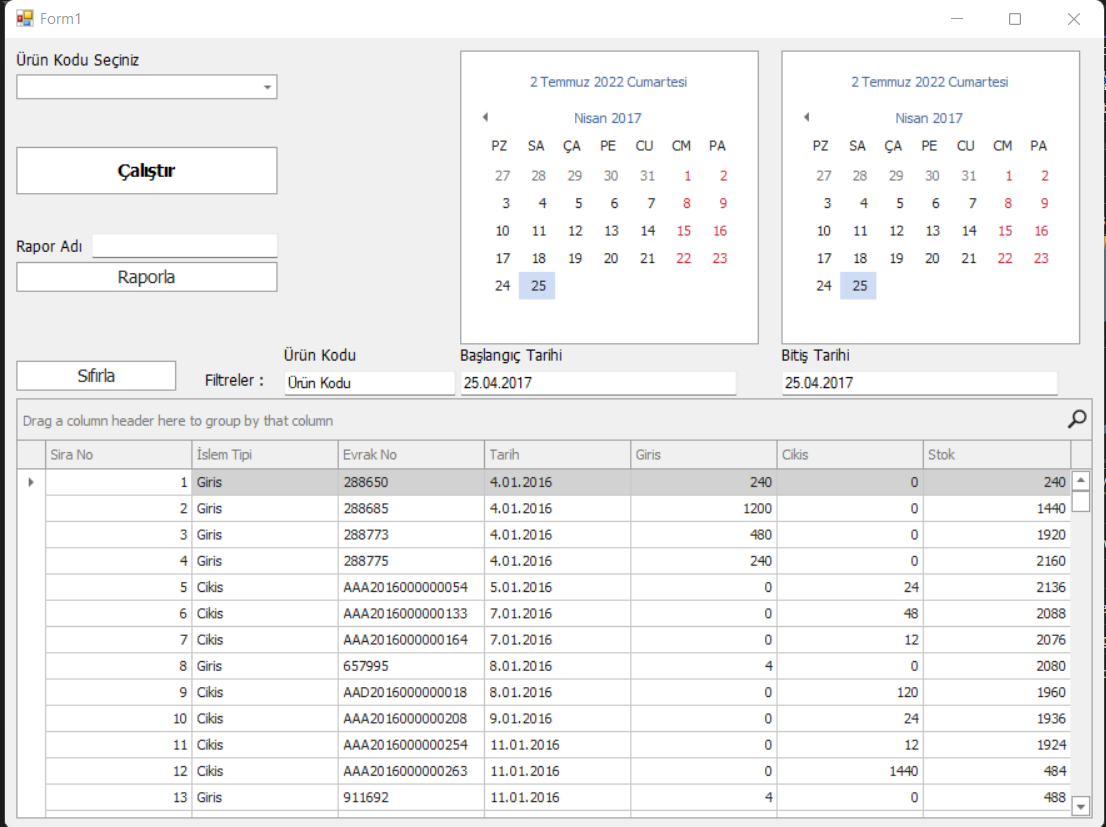 Form1
Ürün Kodu Seçiniz
Çalıştır
Rapor Adı
Raporla
2 Temmuz 2022 Cumartesi
Nisan 2017
PZ SA ÇA PE CU CM PA
27 28 29 30 31 1 2
3 4 5 6 7 8 9
10 11 12 13 14 15 16
17 18 19 20 21 22 23
24 25
2 Temmuz 2022 Cumartesi
Nisan 2017
PZ SA ÇA PE CU CM PA
27 28 29 30 31 1 2
3 4 5 6 7 8 9
10 11 12 13 14 15 16
17 18 19 20 21 22 23
24 25
Ürün Kodu Başlangıç Tarihi Bitiş Tarihi
Sıfırla Filtreler : Ürün Kodu 25.04.2017 25.04.2017
Drag a column header here to group by that column
Sira No İslem Tipi Evrak No Tarih Giris Cikis Stok
1 Giris 288650 4.01.2016 240 0 240
2 Giris 288685 4.01.2016 1200 0 1440
3 Giris 288773 4.01.2016 480 0 1920
4 Giris 288775 4.01.2016 240 0 2160
5 Cikis AAA2016000000054 5.01.2016 0 24 2136
6 Cikis AAA2016000000133 7.01.2016 0 48 2088
7 Cikis AAA2016000000164 7.01.2016 0 12 2076
8 Giris 657995 8.01.2016 4 0 2080
9 Cikis AAD2016000000018 8.01.2016 0 120 1960
10 Cikis AAA2016000000208 9.01.2016 0 24 1936
11 Cikis AAA2016000000254 11.01.2016 0 12 1924
12 Cikis AAA2016000000263 11.01.2016 0 1440 484
13 Giris 911692 11.01.2016 4 0 488